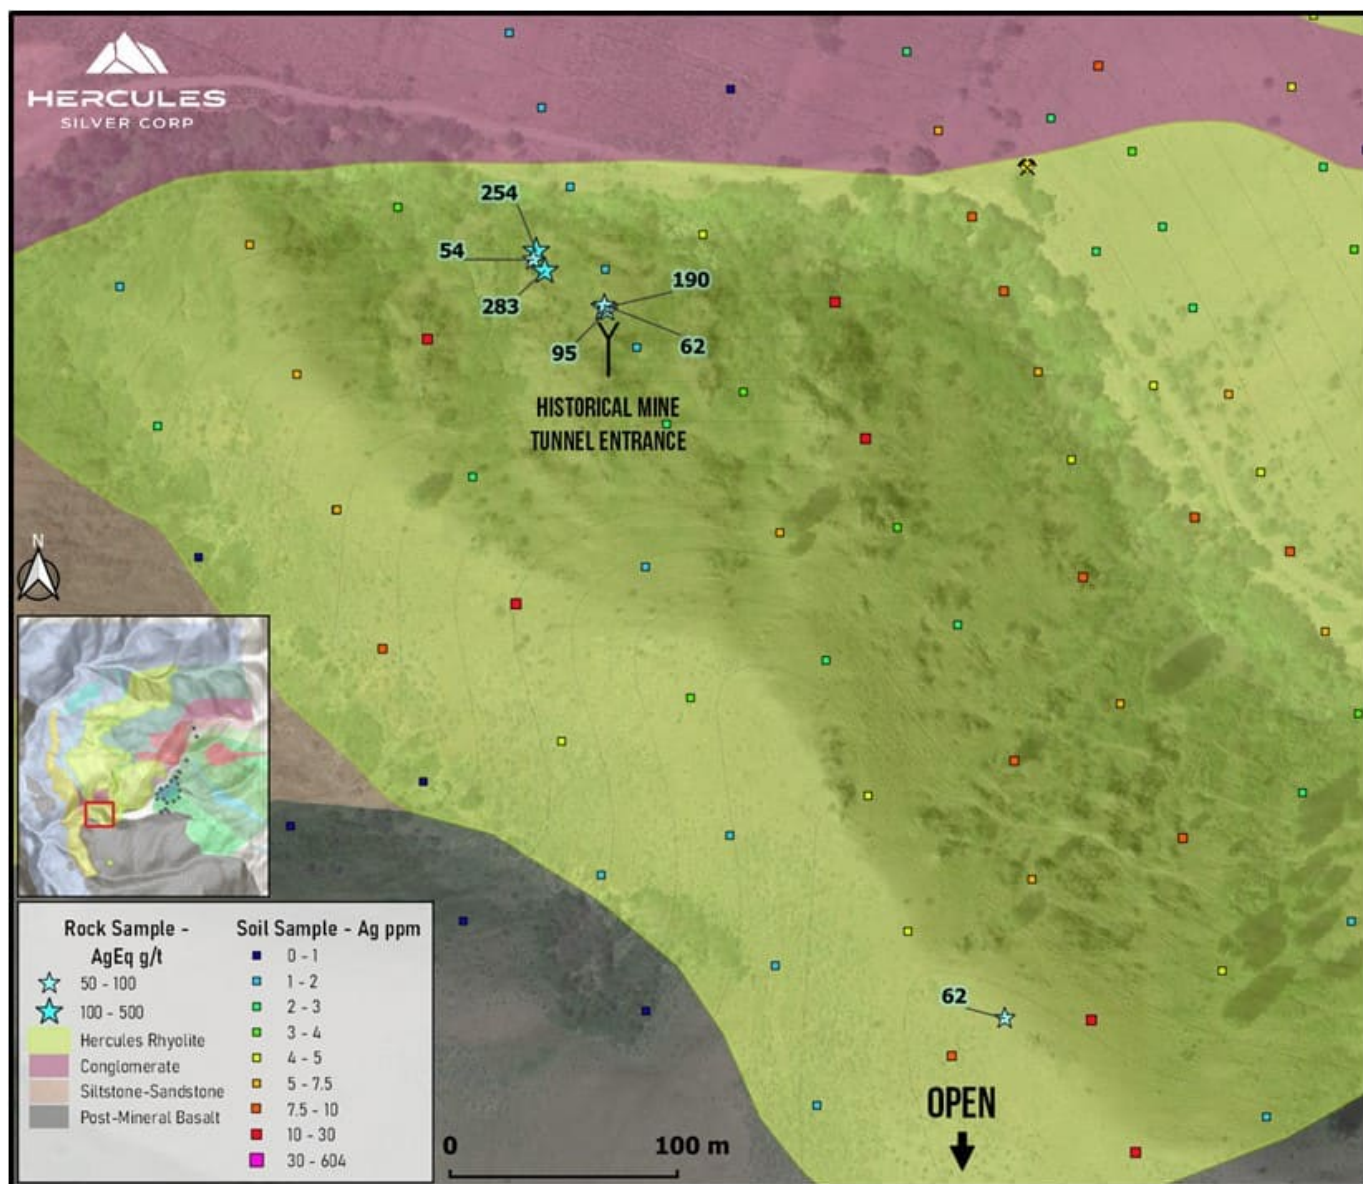 HERCULES
SILVER CORP
254
54
283
190
95
62
HISTORICAL MINE
TUNNEL ENTRANCE
N
62
OPEN
0
100 m
Rock Sample -
AgEq g/t
50 - 100
100 - 500
Hercules Rhyolite
Conglomerate
Siltstone-Sandstone
Post-Mineral Basalt
Soil Sample - Ag ppm
0 - 1
1 - 2
2 - 3
3 - 4
4 - 5
5 - 7.5
7.5 - 10
10 - 30
30 - 604